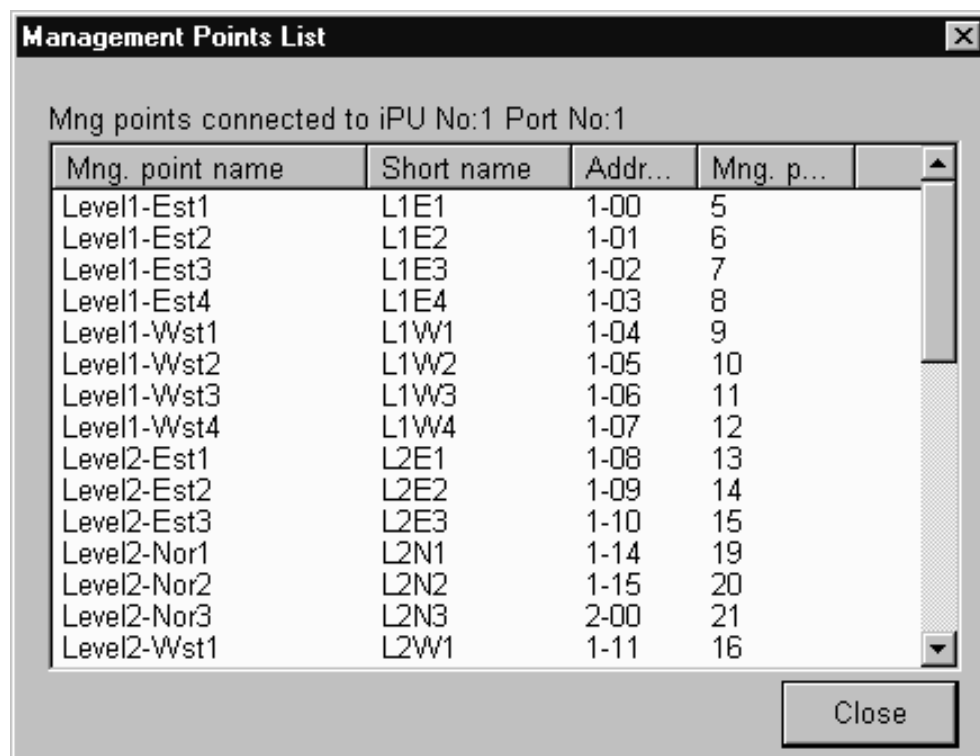 Management Points List
Mng points connected to iPU No:1 Port No:1
Mng. point name Short name Addr... Mng. p...
Level1-Est1 L1E1 1-00 5
Level1-Est2 L1E2 1-01 6
Level1-Est3 L1E3 1-02 7
Level1-Est4 L1E4 1-03 8
Level1-Wst1 L1W1 1-04 9
Level1-Wst2 L1W2 1-05 10
Level1-Wst3 L1W3 1-06 11
Level1-Wst4 L1W4 1-07 12
Level2-Est1 L2E1 1-08 13
Level2-Est2 L2E2 1-09 14
Level2-Est3 L2E3 1-10 15
Level2-Nor1 L2N1 1-14 19
Level2-Nor2 L2N2 1-15 20
Level2-Nor3 L2N3 2-00 21
Level2-Wst1 L2W1 1-11 16
Close